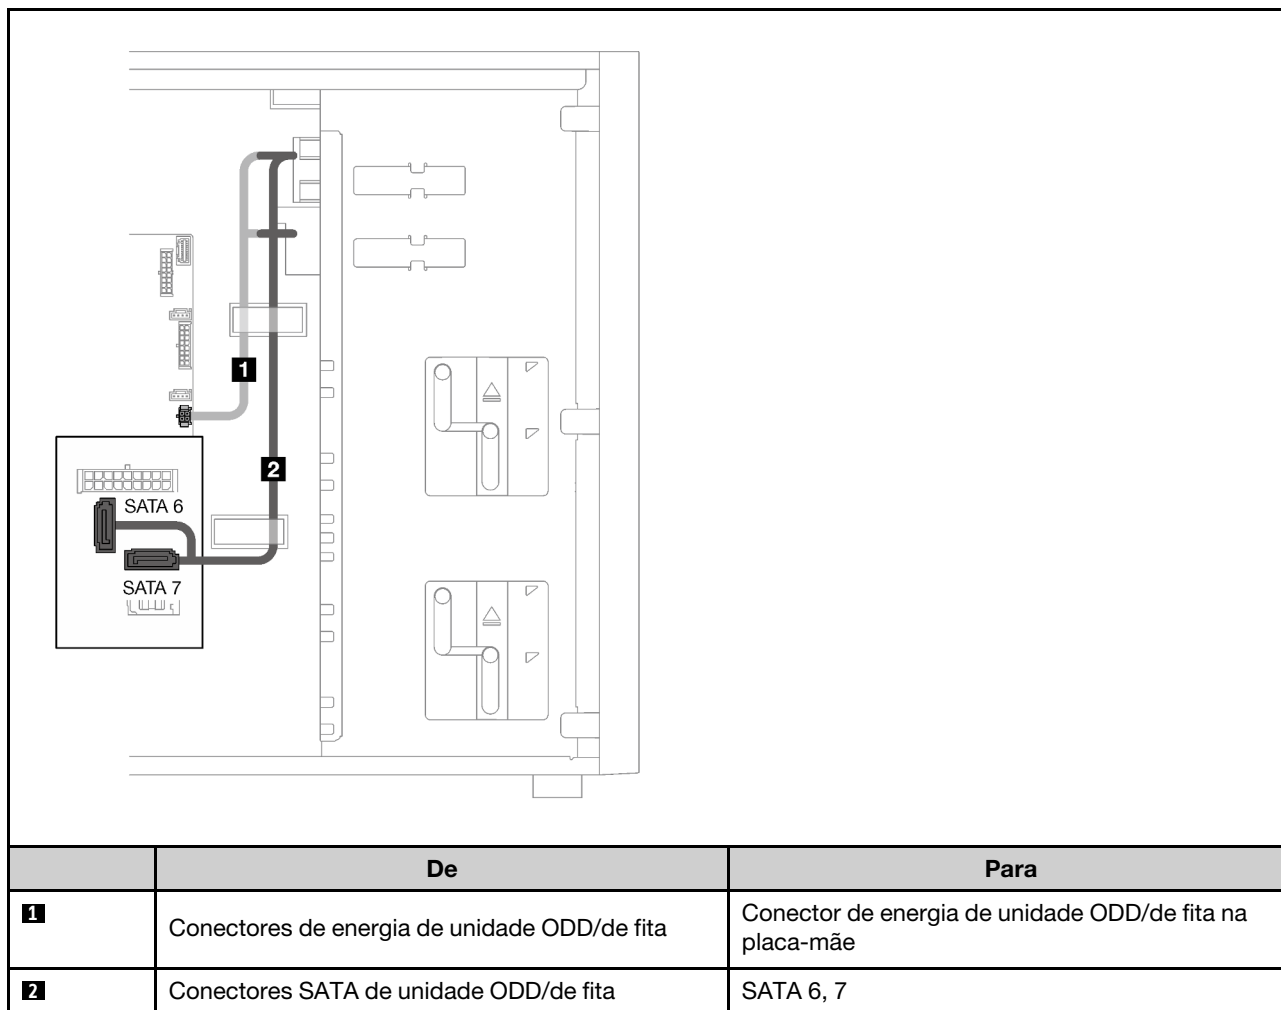 1
2
SATA 6
SATA 7
De
Para
1
Conectores de energia de unidade ODD/de fita
Conector de energia de unidade ODD/de fita na
placa-mãe
2
Conectores SATA de unidade ODD/de fita
SATA 6, 7